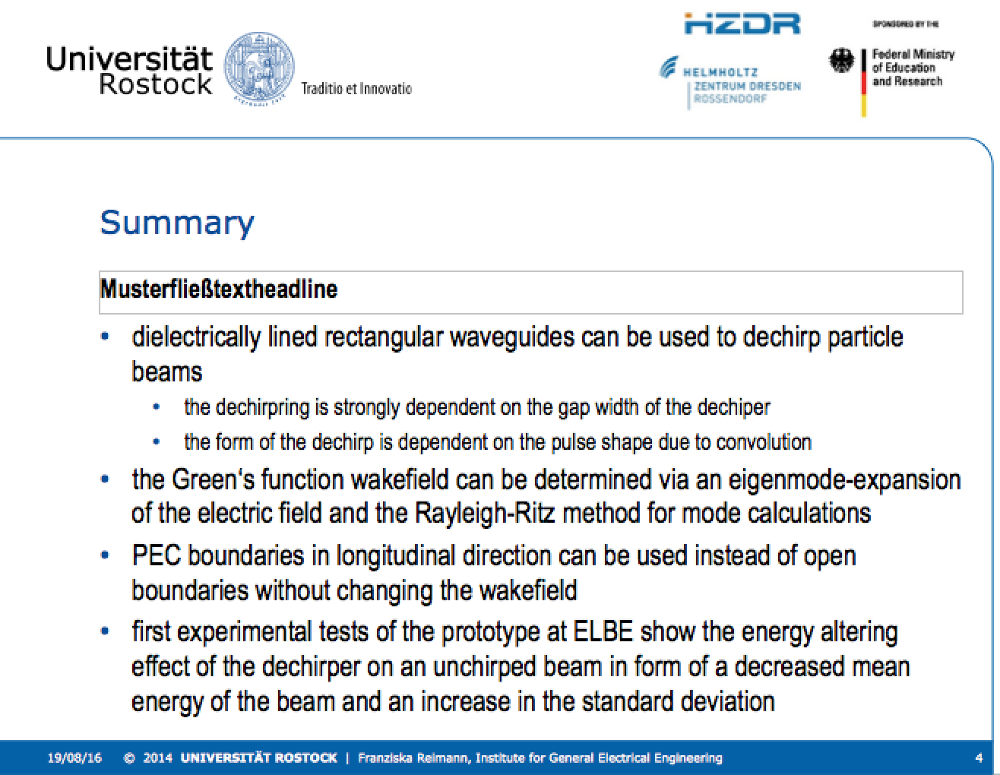 Universität
Rostock
Traditio et Innovatio
HZDR
HELMHOLTZ
ZENTRUM DRESDEN
ROSSENDORF
SPONSORED BY THE
Federal Ministry
of Education
and Research
Summary
Musterfließtextheadline
• dielectrically lined rectangular waveguides can be used to dechirp particle
beams
• the dechirpring is strongly dependent on the gap width of the dechiper
• the form of the dechirp is dependent on the pulse shape due to convolution
• the Green‘s function wakefield can be determined via an eigenmode-expansion
of the electric field and the Rayleigh-Ritz method for mode calculations
• PEC boundaries in longitudinal direction can be used instead of open
boundaries without changing the wakefield
• first experimental tests of the prototype at ELBE show the energy altering
effect of the dechirper on an unchirped beam in form of a decreased mean
energy of the beam and an increase in the standard deviation
19/08/16 © 2014 UNIVERSITÄT ROSTOCK | Franziska Reimann, Institute for General Electrical Engineering 4